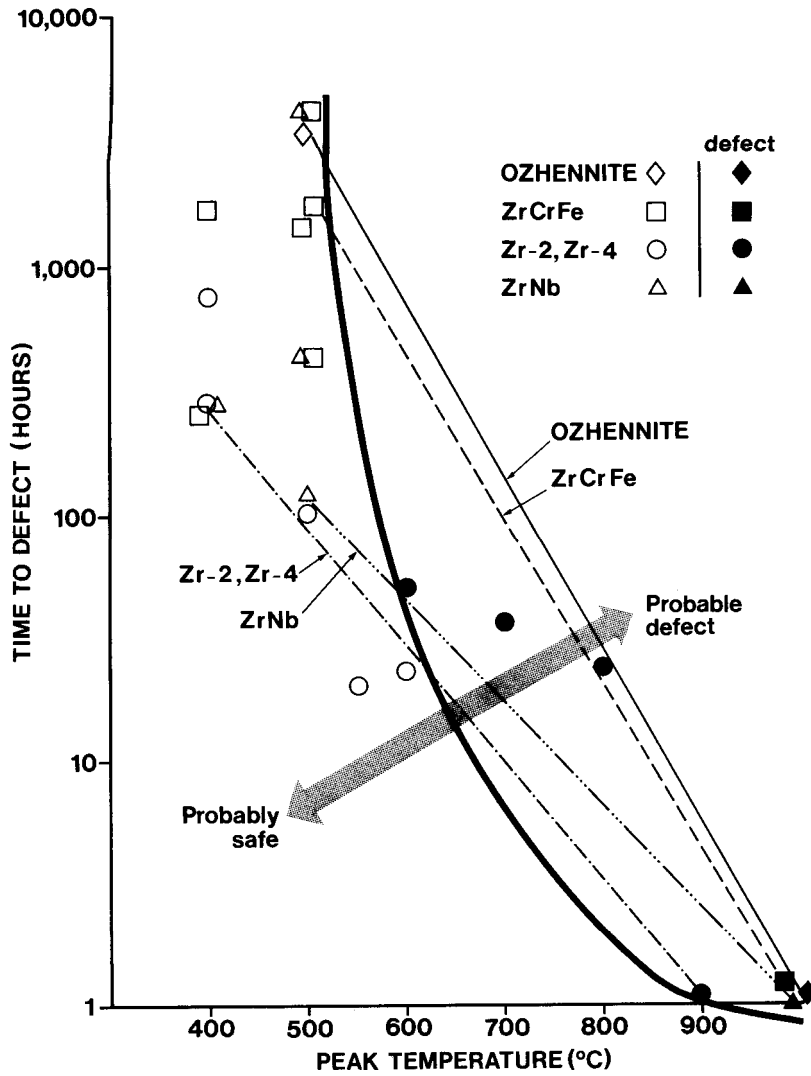 10,000
1,000
100
10
1
TIME TO DEFECT (HOURS)
defect
OZHENNITE
ZrCrFe
Zr-2, Zr-4
ZrNb
OZHENNITE
ZrCrFe
Zr-2, Zr-4
ZrNb
Probable
defect
Probably
safe
400 500 600 700 800 900
PEAK TEMPERATURE (°C)